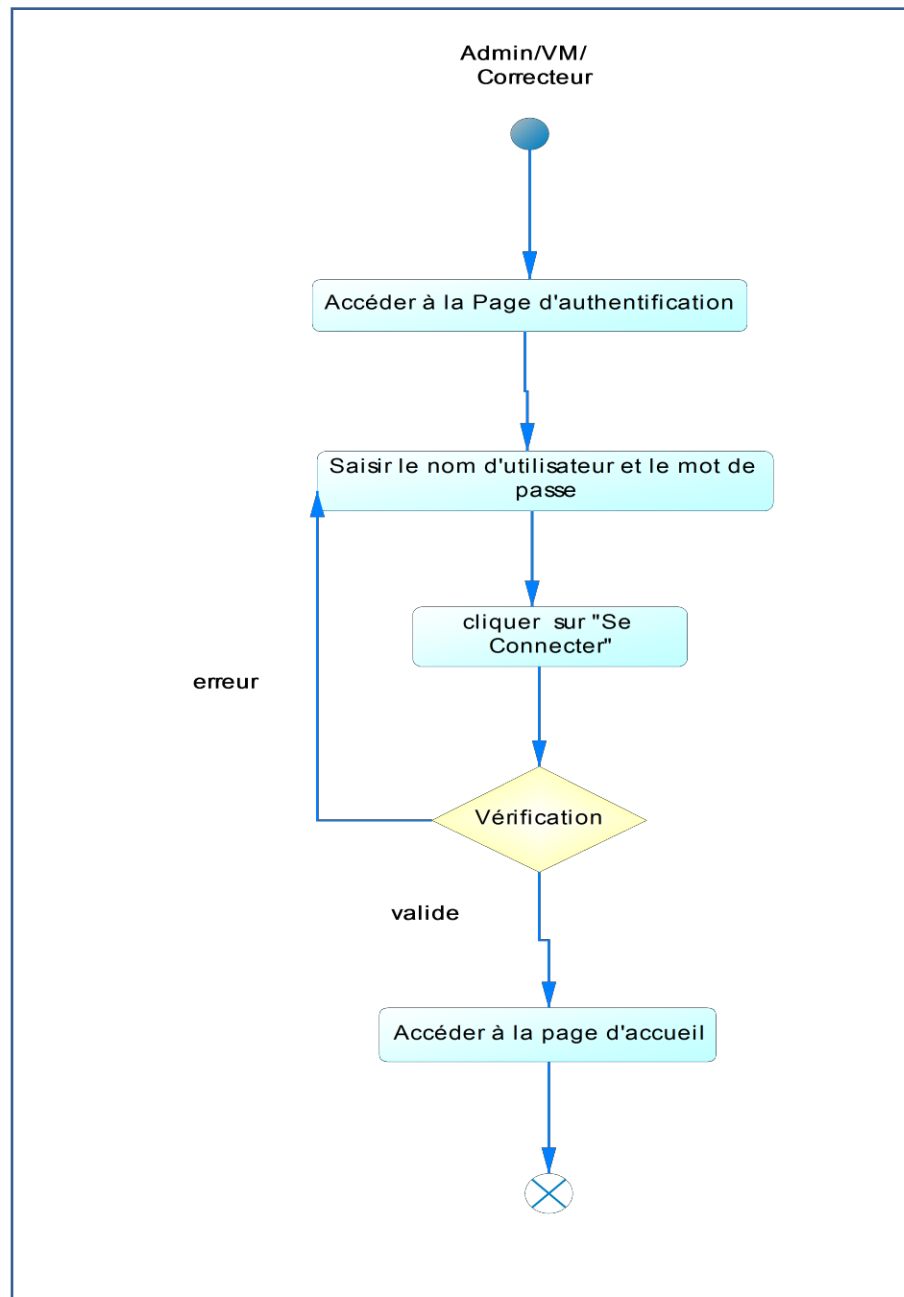 Admin/VM/
Correcteur
Accéder à la Page d'authentification
Saisir le nom d'utilisateur et le mot de
passe
cliquer sur "Se
Connecter"
erreur
Vérification
valide
Accéder à la page d'accueil